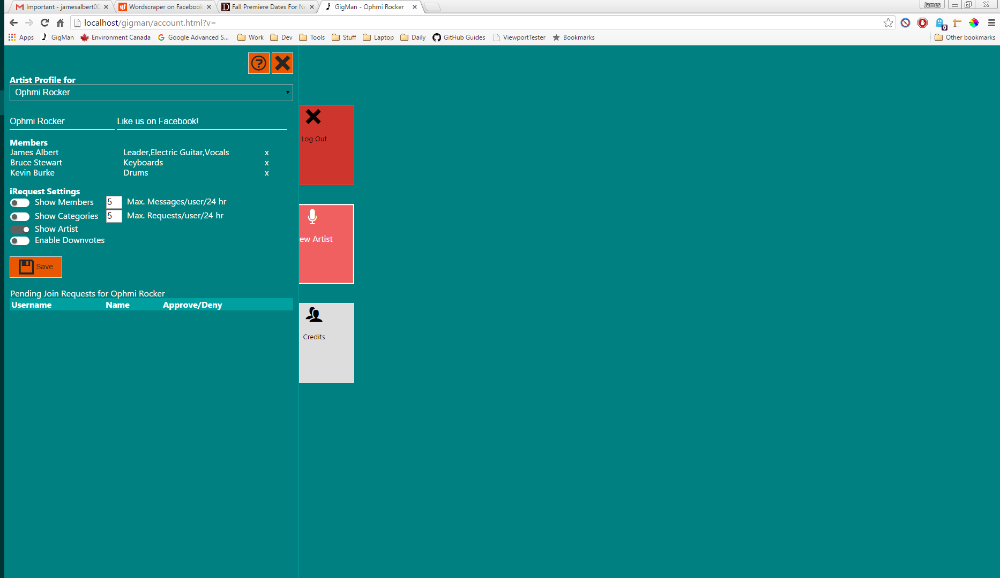 Important - jamesalbert00
Wordscraper on Facebook
Fall Premiere Dates For Ne
GigMan - Ophmi Rocker
James
localhost/gigman/account.html?v=
Apps
GigMan
Environment Canada
Google Advanced S...
Work
Dev
Tools
Stuff
Laptop
Daily
GitHub Guides
ViewportTester
Bookmarks
Other bookmarks
0
Artist Profile for
Ophmi Rocker
Ophmi Rocker
Like us on Facebook!
Members
James Albert Leader,Electric Guitar,Vocals x
Bruce Stewart Keyboards x
Kevin Burke Drums x
iRequest Settings
Show Members 5 Max. Messages/user/24 hr
Show Categories 5 Max. Requests/user/24 hr
Show Artist
Enable Downvotes
Save
Pending Join Requests for Ophmi Rocker
Username Name Approve/Deny
Log Out
ew Artist
Credits